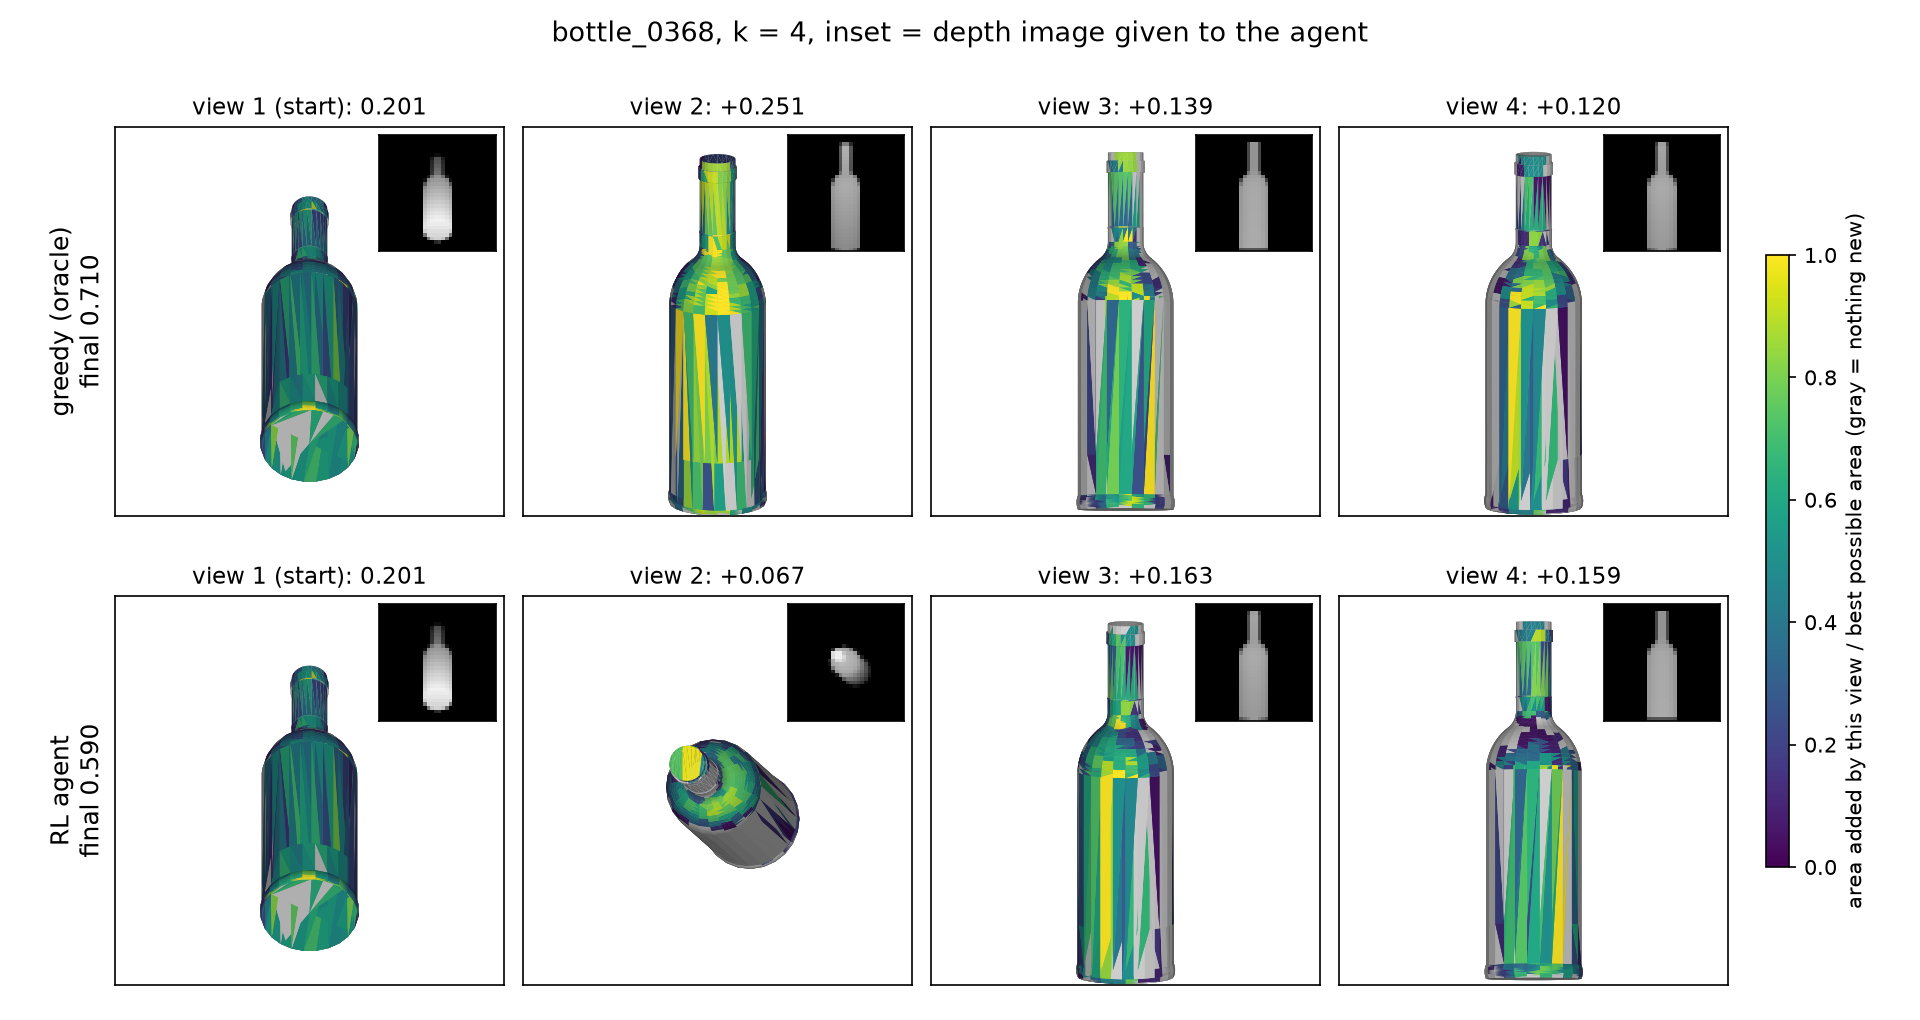 bottle_0368, k = 4, inset = depth image given to the agent
view 1 (start): 0.201
view 2: +0.251
view 3: +0.139
view 4: +0.120
greedy (oracle)
final 0.710
view 1 (start): 0.201
view 2: +0.067
view 3: +0.163
view 4: +0.159
RL agent
final 0.590
1.0
0.8
0.6
0.4
0.2
0.0
area added by this view / best possible area (gray = nothing new)